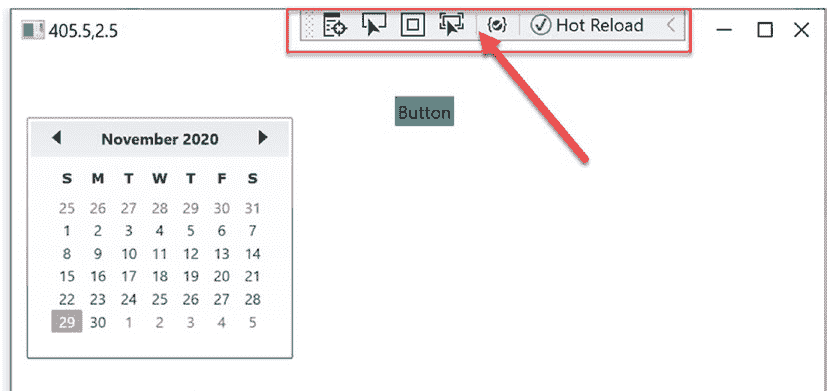 405.5,2.5
Hot Reload
Button
November 2020
S M T W T F S
25 26 27 28 29 30 31
1 2 3 4 5 6 7
8 9 10 11 12 13 14
15 16 17 18 19 20 21
22 23 24 25 26 27 28
29 30 1 2 3 4 5